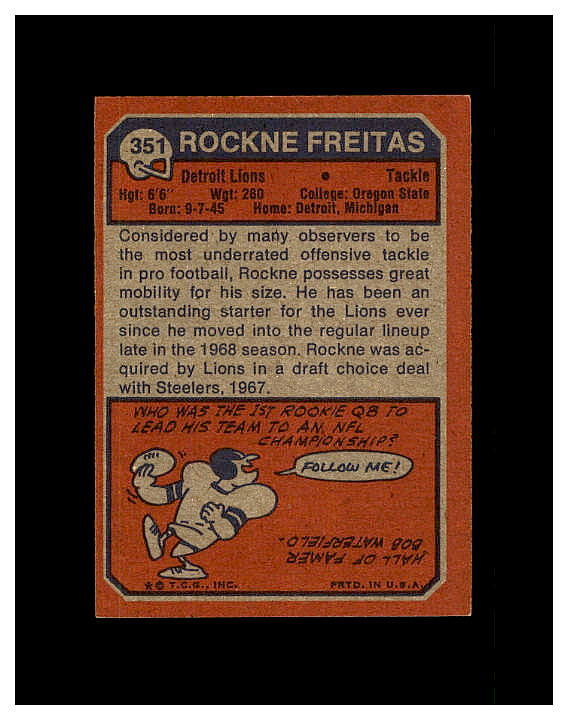 351 ROCKNE FREITAS
Detroit Lions • Tackle
Hgt: 6'6" Wgt: 260 College: Oregon State
Born: 9-7-45 Home: Detroit, Michigan
Considered by many observers to be
the most underrated offensive tackle
in pro football, Rockne possesses great
mobility for his size. He has been an
outstanding starter for the Lions ever
since he moved into the regular lineup
late in the 1968 season. Rockne was ac-
quired by Lions in a draft choice deal
with Steelers, 1967.
WHO WAS THE 1ST ROOKIE QB TO
LEAD HIS TEAM TO AN NFL
CHAMPIONSHIP?
FOLLOW ME!
HALL OF FAMER
BOB WATERFIELD.
★ © T.C.G., INC. PRTD. IN U.S.A.